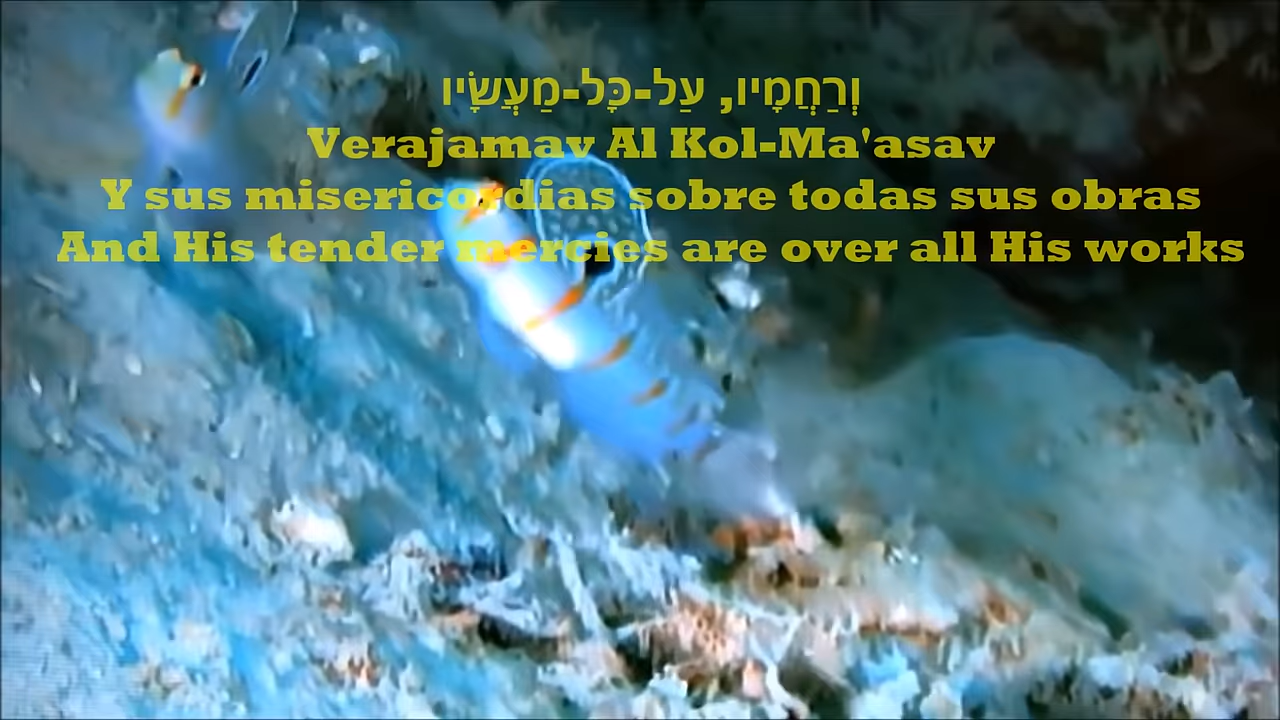 וְרַחֲמָיו, עַל-כָּל-מַעֲשָׂיו
Verajamav Al Kol-Ma'asav
Y sus misericordias sobre todas sus obras
And His tender mercies are over all His works